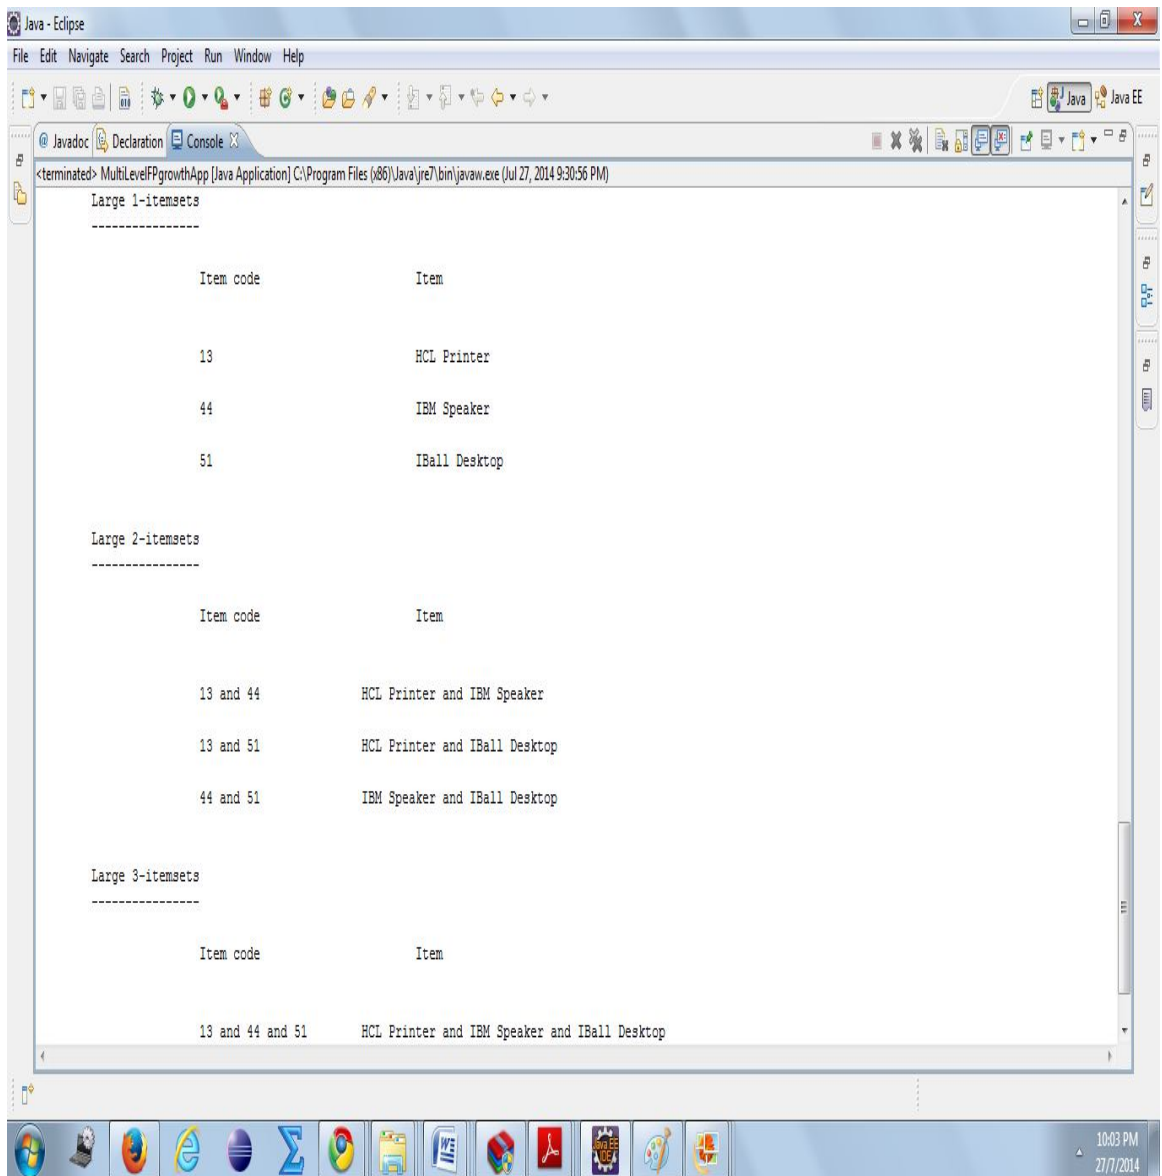 Java - Eclipse
File Edit Navigate Search Project Run Window Help
Java Java EE
@ Javadoc Declaration Console
<terminated> MultiLevelFPgrowthApp [Java Application] C:\Program Files (x86)\Java\jre7\bin\javaw.exe (Jul 27, 2014 9:30:56 PM)
Large 1-itemsets
----------------
Item code Item
13 HCL Printer
44 IBM Speaker
51 IBall Desktop
Large 2-itemsets
----------------
Item code Item
13 and 44 HCL Printer and IBM Speaker
13 and 51 HCL Printer and IBall Desktop
44 and 51 IBM Speaker and IBall Desktop
Large 3-itemsets
----------------
Item code Item
13 and 44 and 51 HCL Printer and IBM Speaker and IBall Desktop
Java EE
IDE
10:03 PM
27/7/2014